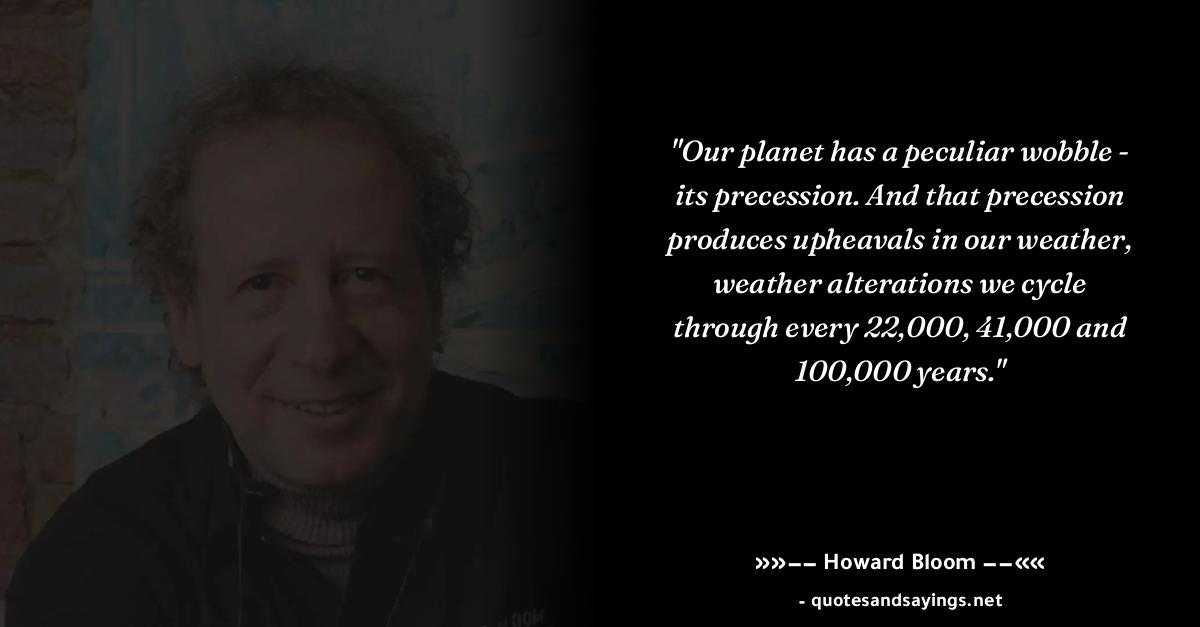 "Our planet has a peculiar wobble -
its precession. And that precession
produces upheavals in our weather,
weather alterations we cycle
through every 22,000, 41,000 and
100,000 years."
»»−− Howard Bloom −−««
- quotesandsayings.net